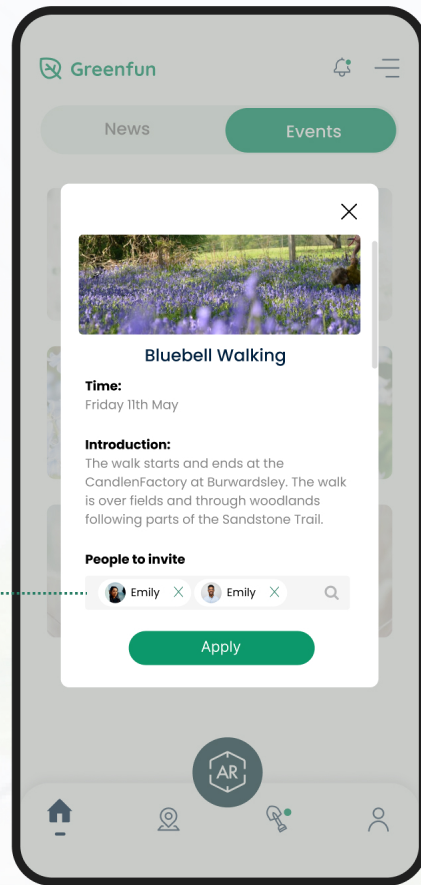 Greenfun
News
Events
Bluebell Walking
Time:
Friday 11th May
Introduction:
The walk starts and ends at the
CandlenFactory at Burwardsley. The walk
is over fields and through woodlands
following parts of the Sandstone Trail.
People to invite
Emily
Emily
Apply
AR